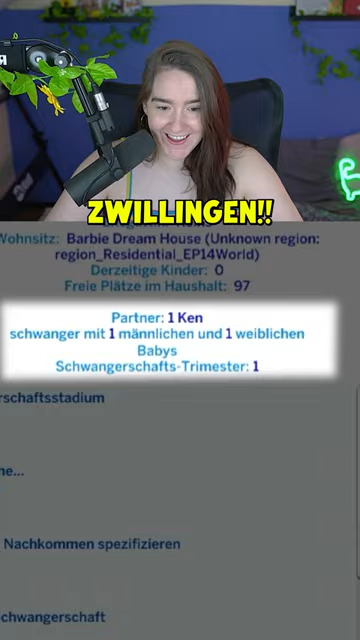 ZWILLINGEN!!
Wohnsitz: Barbie Dream House (Unknown region:
region_Residential_EP14World)
Derzeitige Kinder: 0
Freie Plätze im Haushalt: 97
Partner: 1 Ken
schwanger mit 1 männlichen und 1 weiblichen
Babys
Schwangerschafts-Trimester: 1
rschaftsstadium
ne...
Nachkommen spezifizieren
chwangerschaft